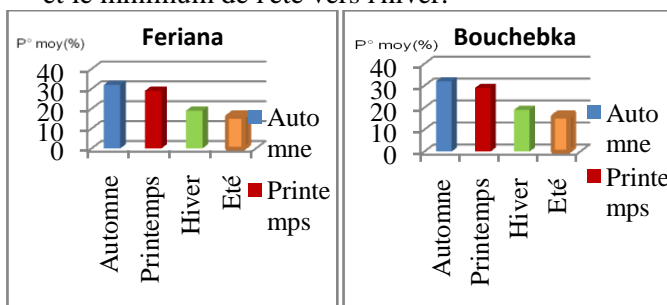 et le minimum de l'été vers l'hiver.
Feriana
P° moy(%)
40
30
20
10
0
Automne
Printemps
Hiver
Eté
Auto
mne
Printe
mps
Bouchebka
P° moy(%)
40
30
20
10
0
Automne
Printemps
Hiver
Eté
Auto
mne
Printe
mps